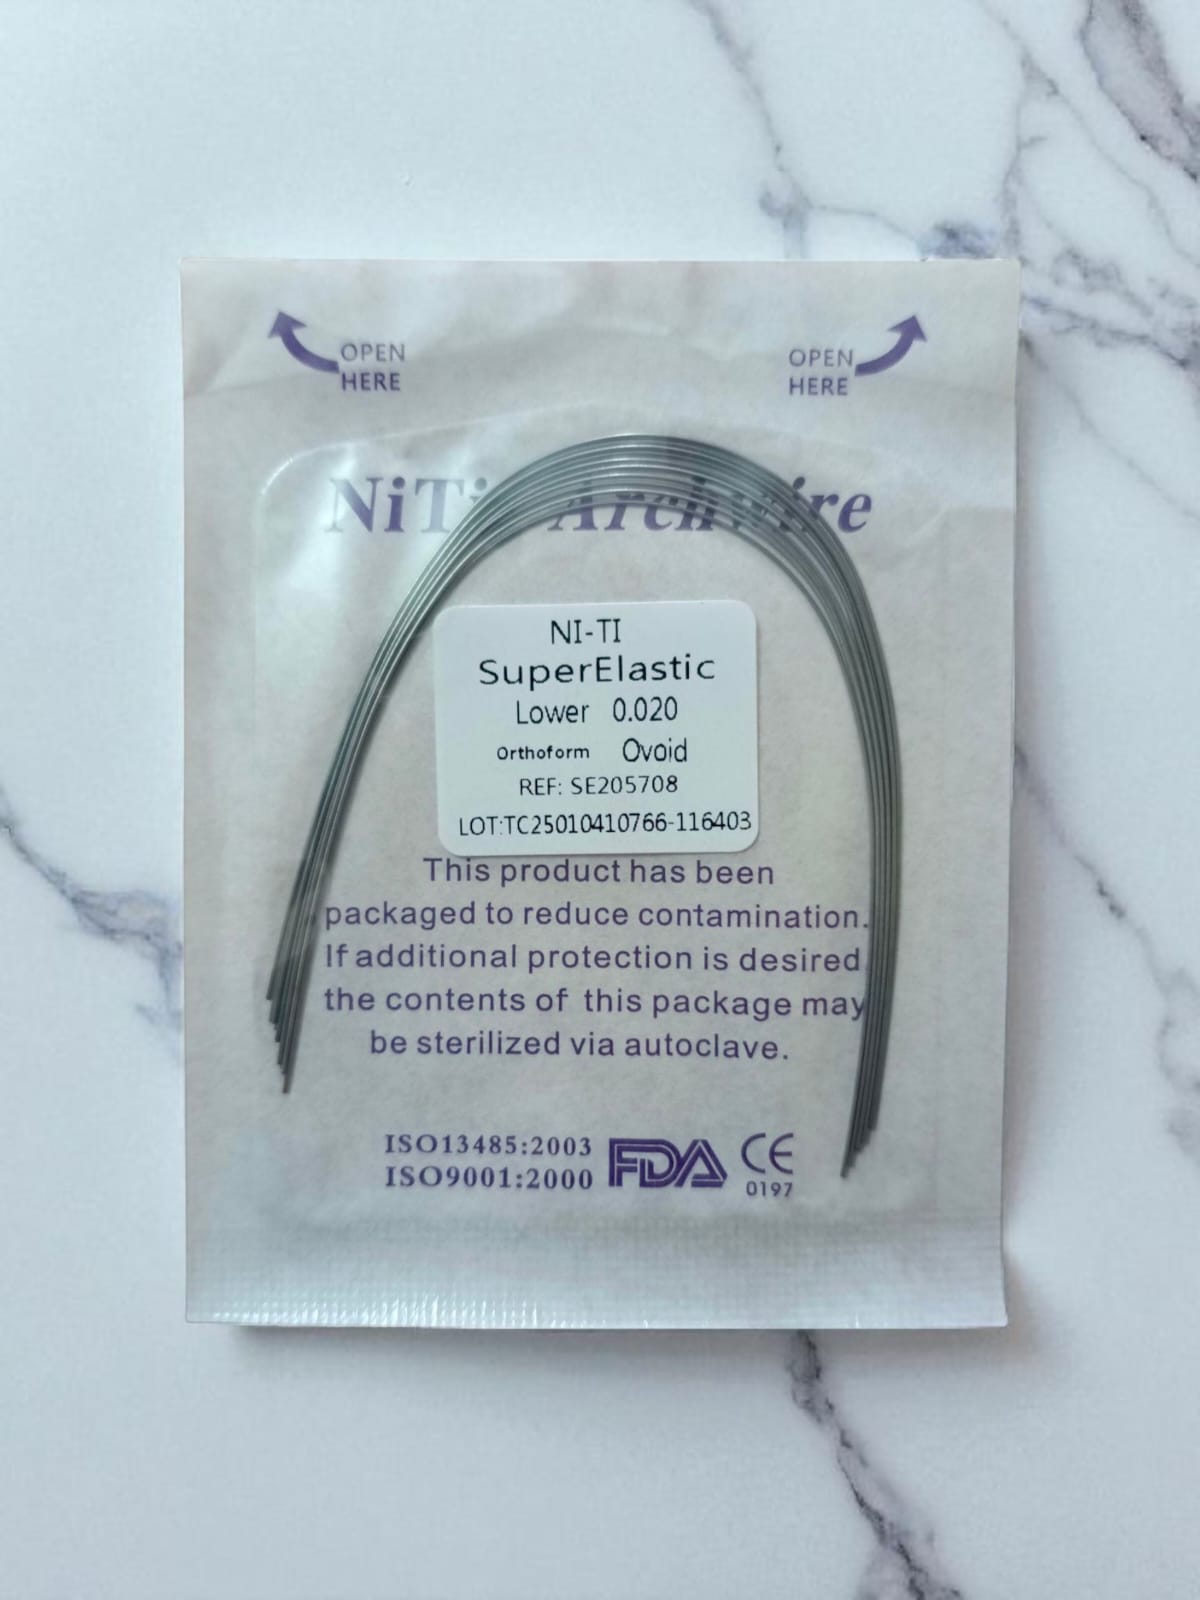 OPEN
HERE
OPEN
HERE
NiTi Archwire
NI-TI
SuperElastic
Lower 0.020
Orthoform Ovoid
REF: SE205708
LOT:TC25010410766-116403
This product has been
packaged to reduce contamination.
If additional protection is desired
the contents of this package may
be sterilized via autoclave.
ISO13485:2003
ISO9001:2000
FDA
CE
0197